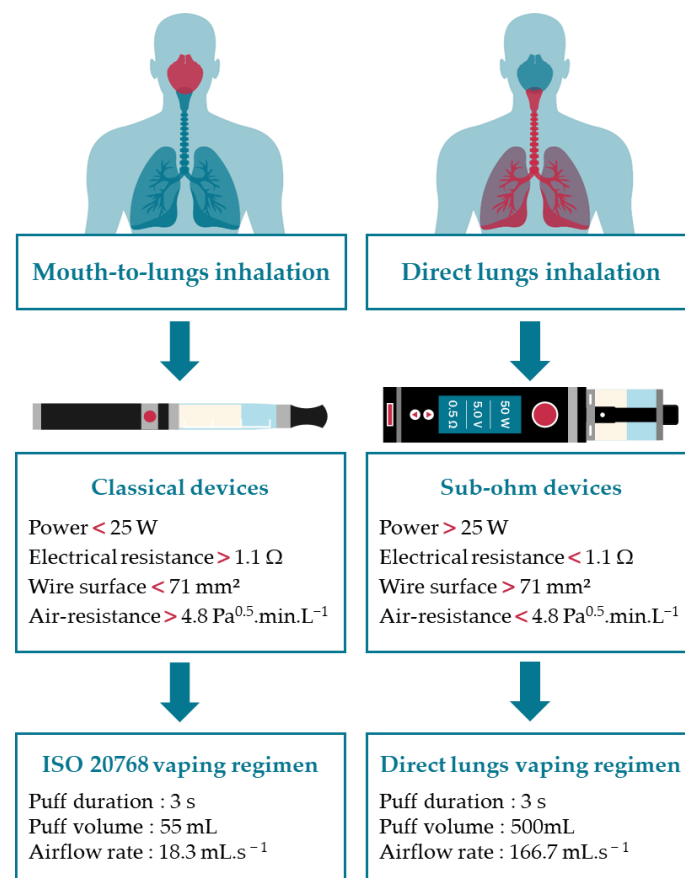 Mouth-to-lungs inhalation
Direct lungs inhalation
50 W
5.0 V
0.5 Ω
Classical devices
Power < 25 W
Electrical resistance > 1.1 Ω
Wire surface < 71 mm²
Air-resistance > 4.8 Pa⁰·⁵.min.L⁻¹
Sub-ohm devices
Power > 25 W
Electrical resistance < 1.1 Ω
Wire surface > 71 mm²
Air-resistance < 4.8 Pa⁰·⁵.min.L⁻¹
ISO 20768 vaping regimen
Puff duration : 3 s
Puff volume : 55 mL
Airflow rate : 18.3 mL.s⁻¹
Direct lungs vaping regimen
Puff duration : 3 s
Puff volume : 500mL
Airflow rate : 166.7 mL.s⁻¹